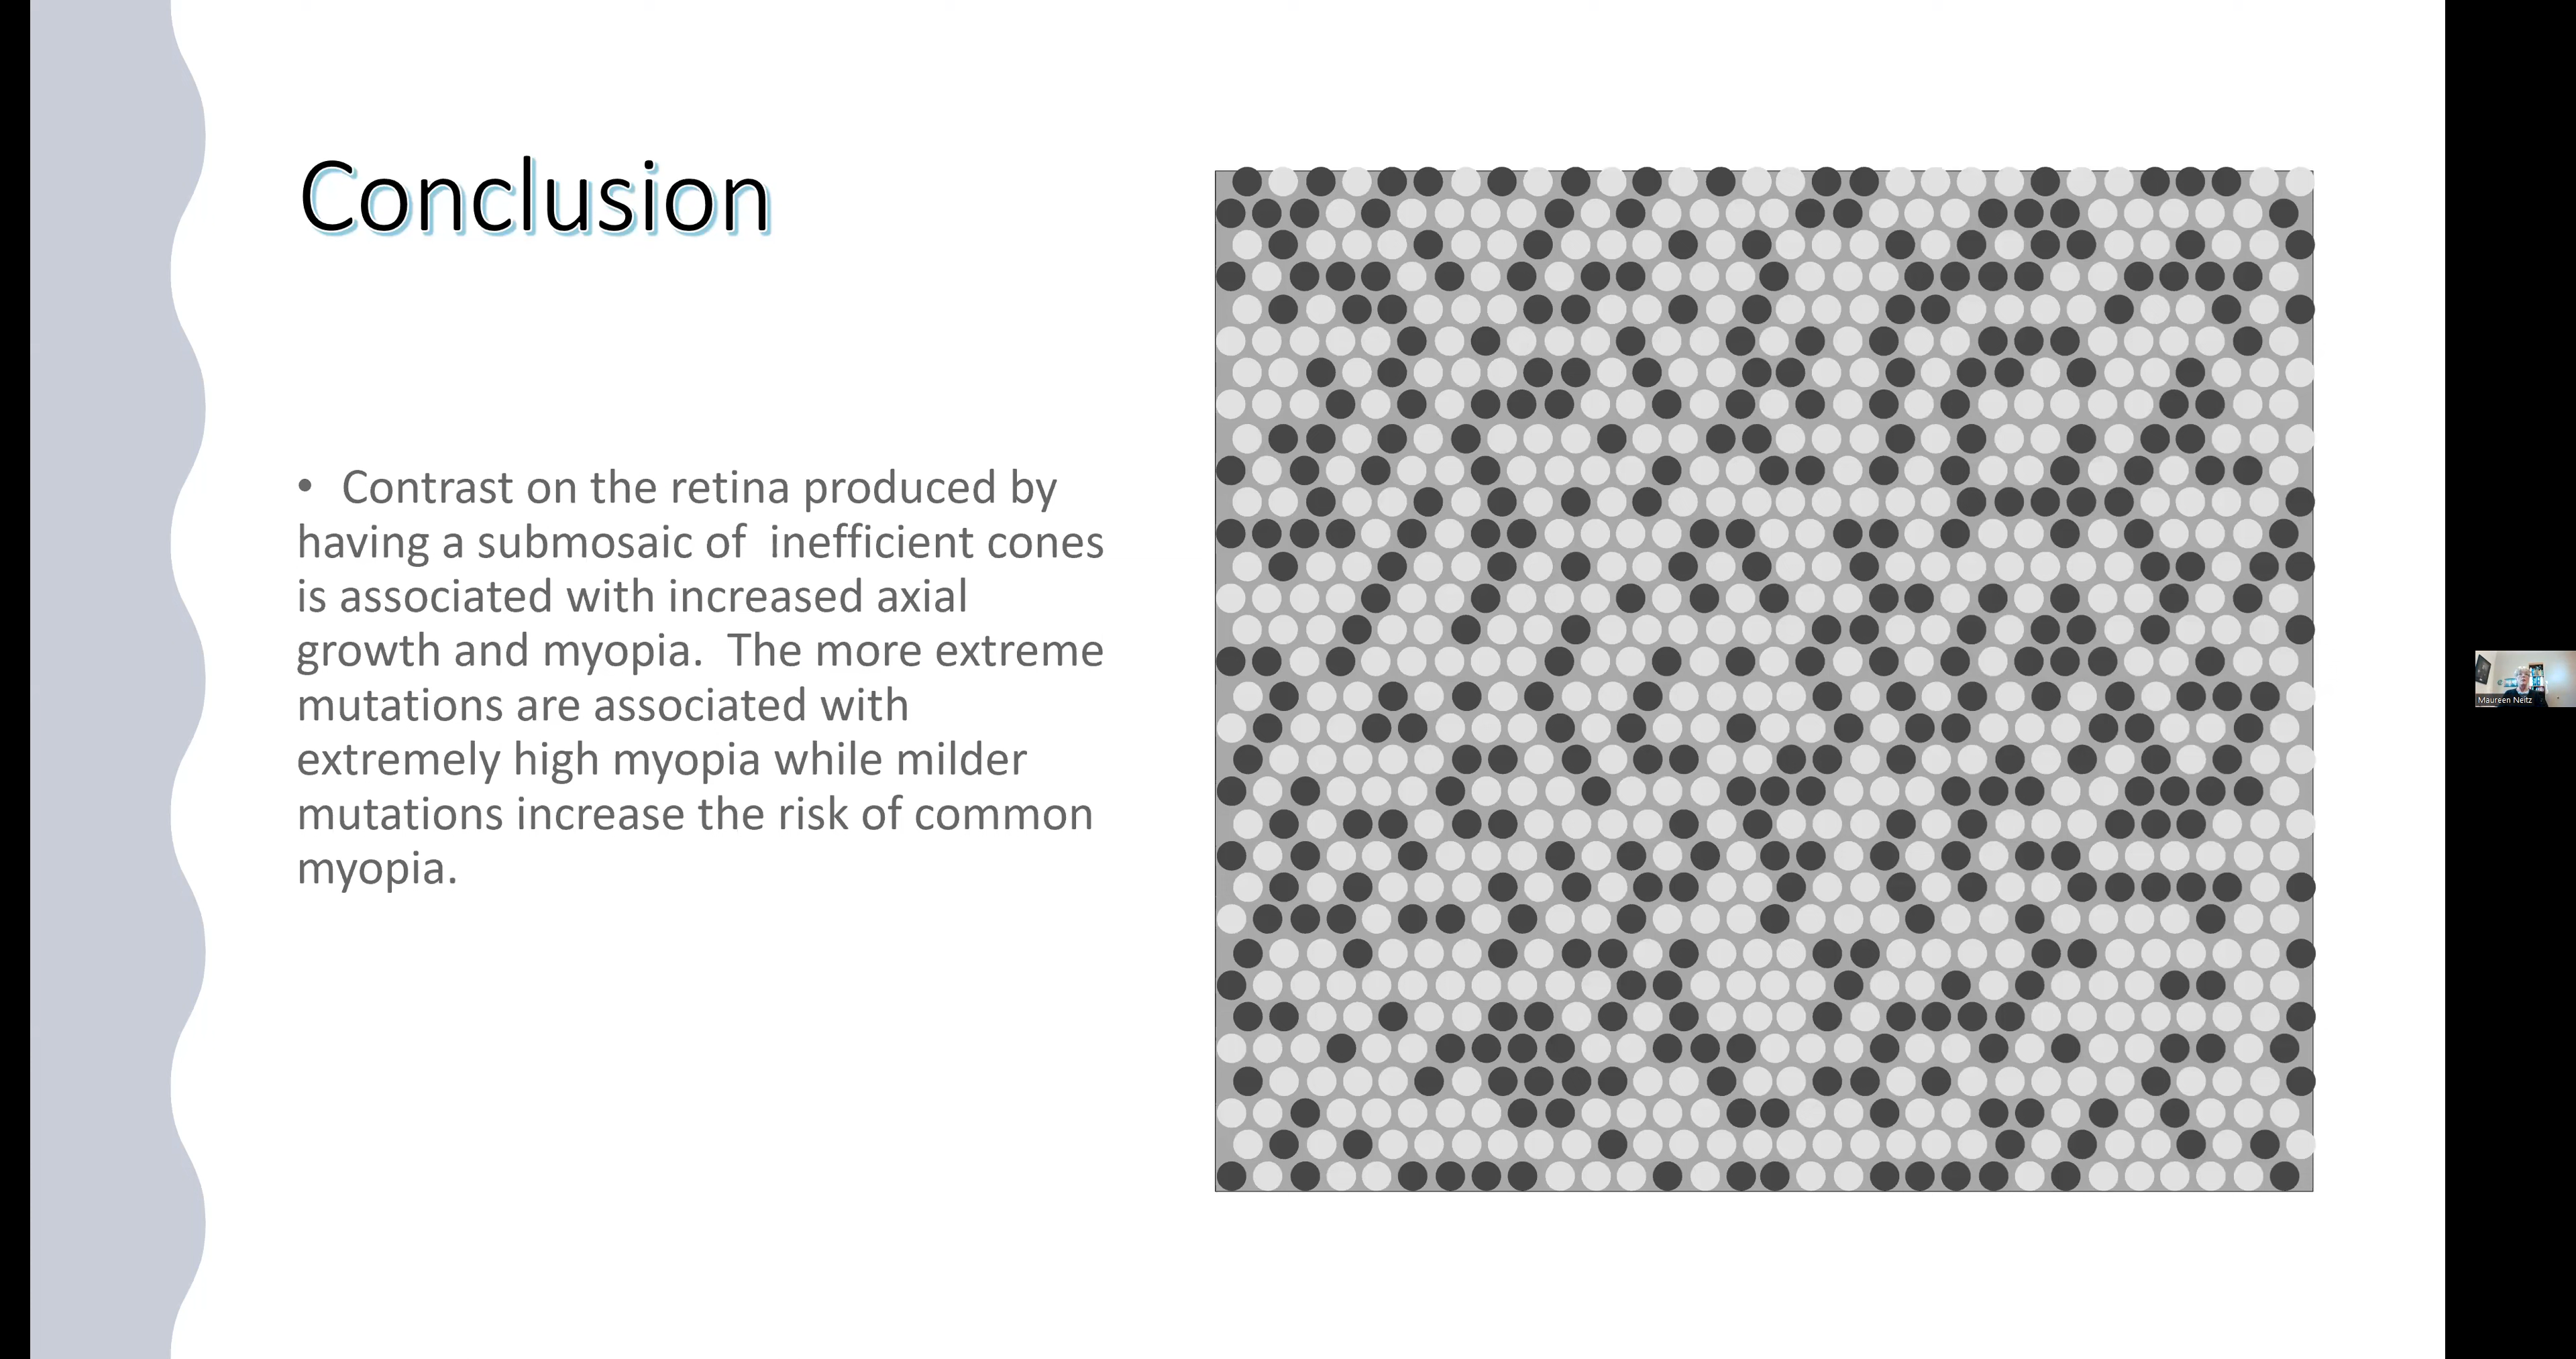 Conclusion
• Contrast on the retina produced by
having a submosaic of  inefficient cones
is associated with increased axial
growth and myopia.  The more extreme
mutations are associated with
extremely high myopia while milder
mutations increase the risk of common
myopia.
Maureen Neitz